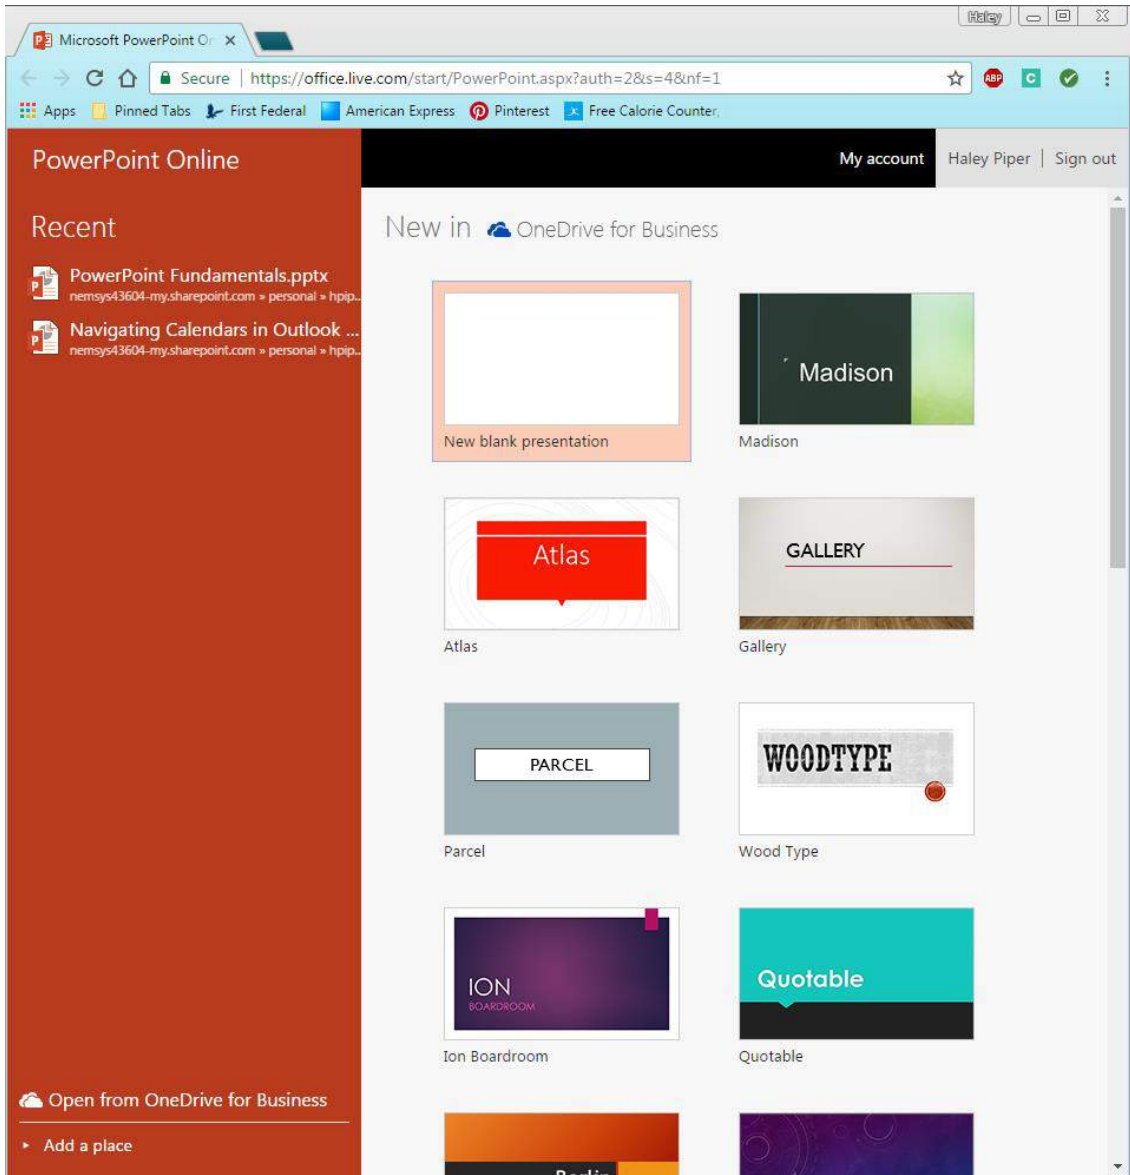 Haley
Microsoft PowerPoint On
Secure | https://office.live.com/start/PowerPoint.aspx?auth=2&s=4&nf=1
ABP
C
Apps Pinned Tabs First Federal American Express Pinterest Free Calorie Counter,
PowerPoint Online
My account Haley Piper | Sign out
Recent
PowerPoint Fundamentals.pptx
nemsys43604-my.sharepoint.com » personal » hpip...
Navigating Calendars in Outlook ...
nemsys43604-my.sharepoint.com » personal » hpip...
Open from OneDrive for Business
Add a place
New in OneDrive for Business
New blank presentation
Madison
Madison
Atlas
Atlas
GALLERY
Gallery
PARCEL
Parcel
WOODTYPE
Wood Type
ION
BOARDROOM
Ion Boardroom
Quotable
Quotable
Berlin